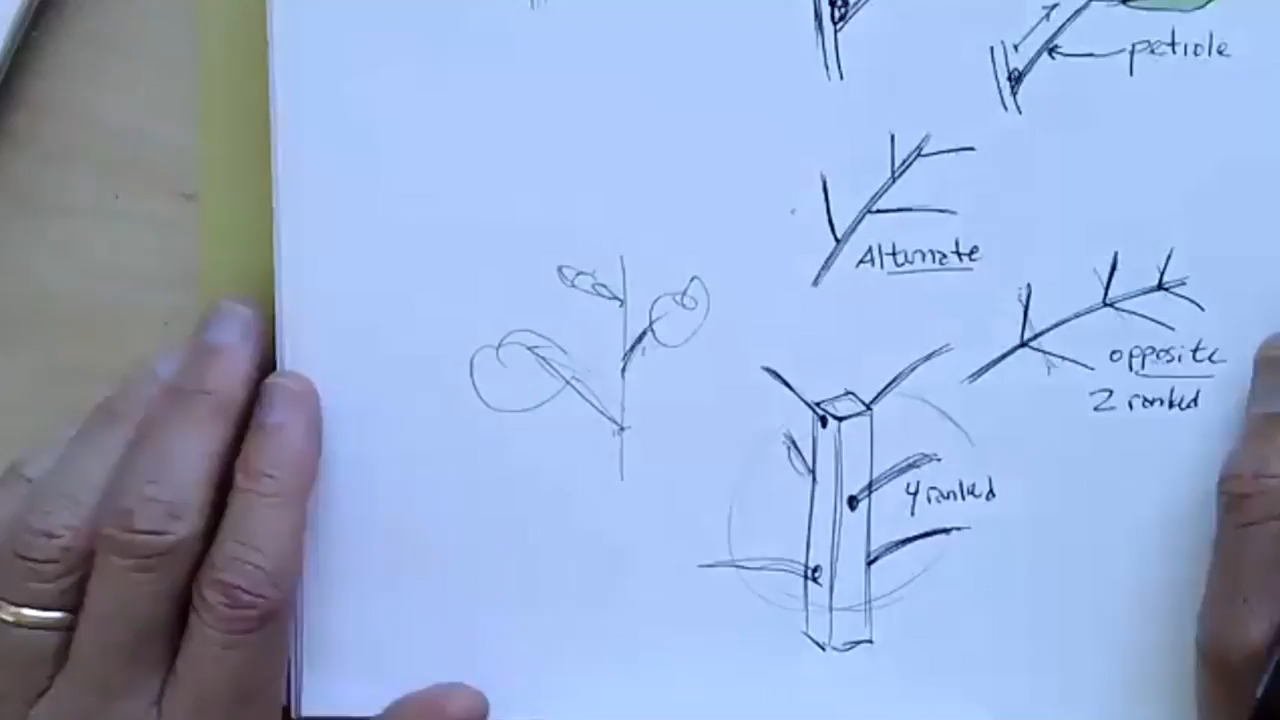 petiole
Alternate
opposite
2 ranked
4 ranked